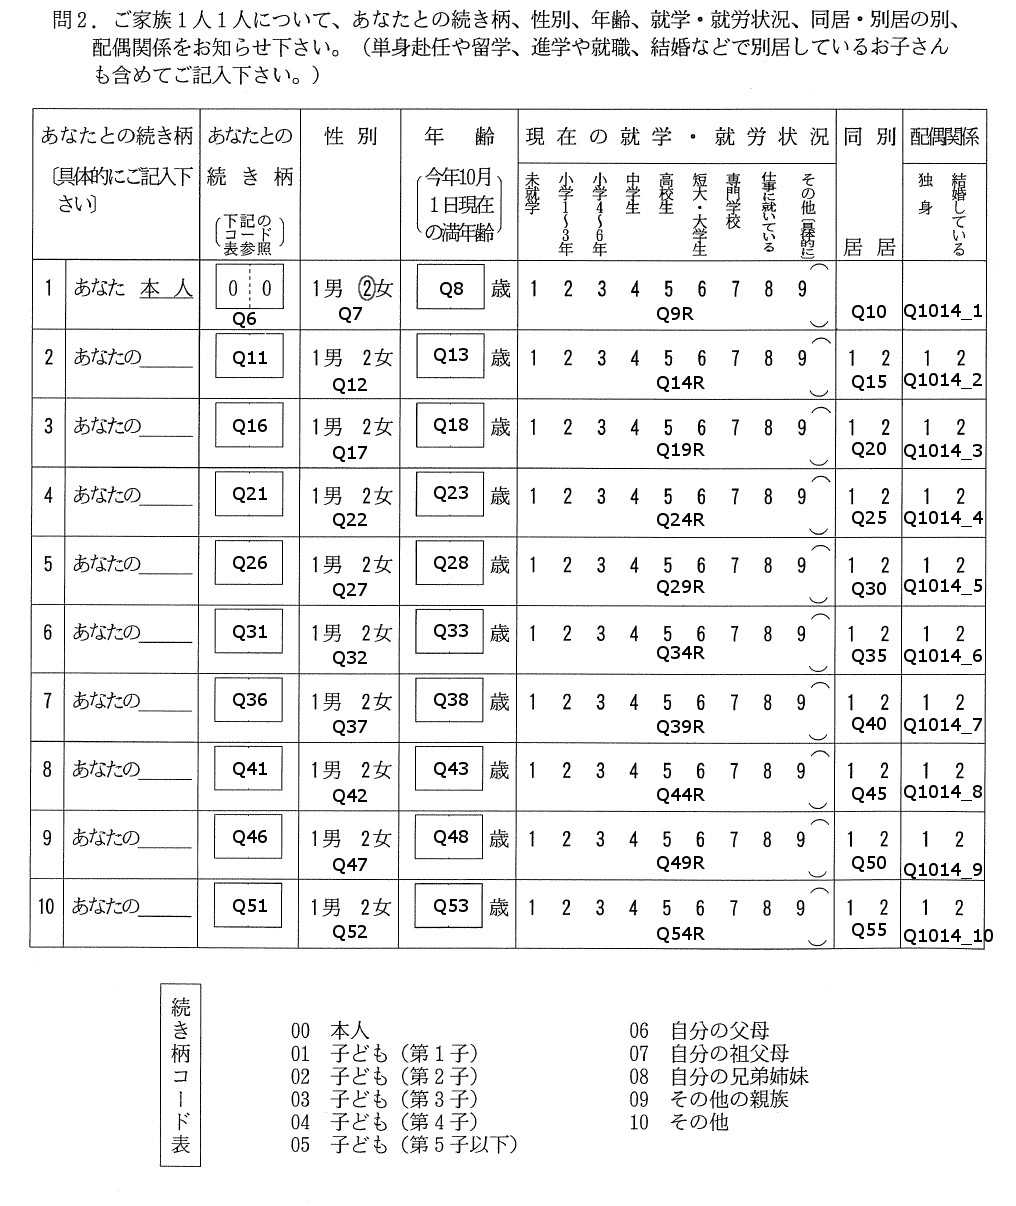 問２．ご家族１人１人について、あなたとの続き柄、性別、年齢、就学・就労状況、同居・別居の別、
配偶関係をお知らせ下さい。（単身赴任や留学、進学や就職、結婚などで別居しているお子さん
も含めてご記入下さい。）
あなたとの続き柄 あなたとの 性別 年齢 現在の就学・就労状況 同別 配偶関係
〔具体的にご記入下さい〕 続き柄 （下記のコード表参照） （今年10月１日現在の満年齢） 未就学 小学１～３年 小学４～６年 中学生 高校生 短大・大学生 専門学校 仕事に就いている その他〔具体的に〕 居居 独身 結婚している
1 あなた 本人 0 0 1男 ②女 Q8 歳 1 2 3 4 5 6 7 8 9（ ）
Q6 Q7 Q9R Q10 Q1014_1
2 あなたの＿＿＿ Q11 1男 2女 Q13 歳 1 2 3 4 5 6 7 8 9（ ） 1 2 1 2
Q12 Q14R Q15 Q1014_2
3 あなたの＿＿＿ Q16 1男 2女 Q18 歳 1 2 3 4 5 6 7 8 9（ ） 1 2 1 2
Q17 Q19R Q20 Q1014_3
4 あなたの＿＿＿ Q21 1男 2女 Q23 歳 1 2 3 4 5 6 7 8 9（ ） 1 2 1 2
Q22 Q24R Q25 Q1014_4
5 あなたの＿＿＿ Q26 1男 2女 Q28 歳 1 2 3 4 5 6 7 8 9（ ） 1 2 1 2
Q27 Q29R Q30 Q1014_5
6 あなたの＿＿＿ Q31 1男 2女 Q33 歳 1 2 3 4 5 6 7 8 9（ ） 1 2 1 2
Q32 Q34R Q35 Q1014_6
7 あなたの＿＿＿ Q36 1男 2女 Q38 歳 1 2 3 4 5 6 7 8 9（ ） 1 2 1 2
Q37 Q39R Q40 Q1014_7
8 あなたの＿＿＿ Q41 1男 2女 Q43 歳 1 2 3 4 5 6 7 8 9（ ） 1 2 1 2
Q42 Q44R Q45 Q1014_8
9 あなたの＿＿＿ Q46 1男 2女 Q48 歳 1 2 3 4 5 6 7 8 9（ ） 1 2 1 2
Q47 Q49R Q50 Q1014_9
10 あなたの＿＿＿ Q51 1男 2女 Q53 歳 1 2 3 4 5 6 7 8 9（ ） 1 2 1 2
Q52 Q54R Q55 Q1014_10
続き柄コード表
00 本人
01 子ども（第１子）
02 子ども（第２子）
03 子ども（第３子）
04 子ども（第４子）
05 子ども（第５子以下）
06 自分の父母
07 自分の祖父母
08 自分の兄弟姉妹
09 その他の親族
10 その他